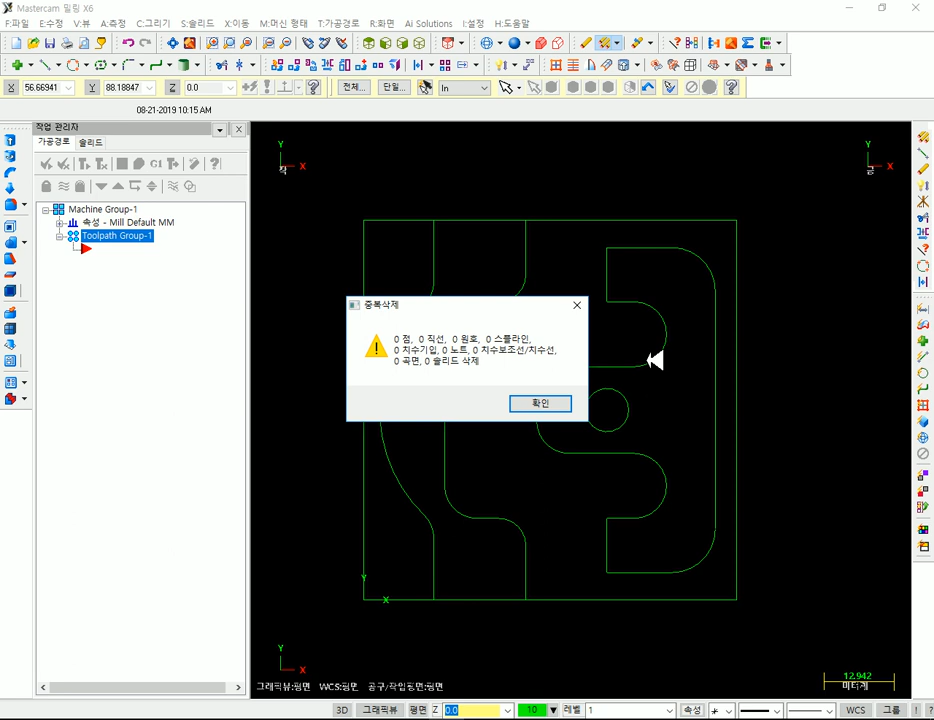 Mastercam 밀링 X6
F:파일 E:수정 V:뷰 A:측정 C:그리기 S:솔리드 X:이동 M:머신 형태 T:가공경로 R:화면 Ai Solutions I:설정 H:도움말
X 56.66941 Y 88.18847 Z 0.0 전체... 단일... In
08-21-2019 10:15 AM
작업 관리자
가공경로 솔리드
G1
Machine Group-1
속성 - Mill Default MM
Toolpath Group-1
Y
X
Y
X
중복삭제
0 점, 0 직선, 0 원호, 0 스플라인,
0 치수기입, 0 노트, 0 치수보조선/치수선,
0 곡면, 0 솔리드 삭제
확인
Y
X
Y
X
그래픽뷰:평면 WCS:평면 공구/작업평면:평면
12.942
미터계
3D 그래픽뷰 평면 Z 0.0 10 레벨 1 속성 WCS 그룹 ! ?